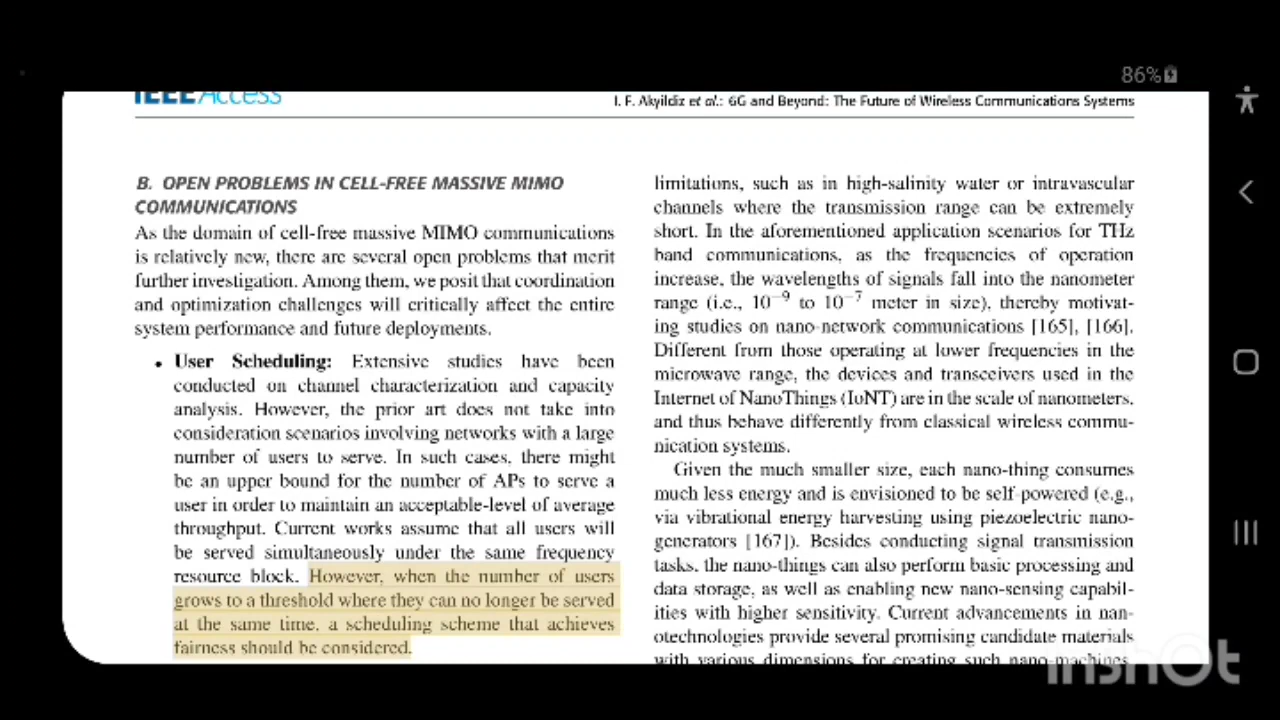 86%
IEEE Access
I. F. Akyildiz et al.: 6G and Beyond: The Future of Wireless Communications Systems
B. OPEN PROBLEMS IN CELL-FREE MASSIVE MIMO
COMMUNICATIONS
As the domain of cell-free massive MIMO communications
is relatively new, there are several open problems that merit
further investigation. Among them, we posit that coordination
and optimization challenges will critically affect the entire
system performance and future deployments.
• User Scheduling: Extensive studies have been
conducted on channel characterization and capacity
analysis. However, the prior art does not take into
consideration scenarios involving networks with a large
number of users to serve. In such cases, there might
be an upper bound for the number of APs to serve a
user in order to maintain an acceptable-level of average
throughput. Current works assume that all users will
be served simultaneously under the same frequency
resource block. However, when the number of users
grows to a threshold where they can no longer be served
at the same time, a scheduling scheme that achieves
fairness should be considered.
limitations, such as in high-salinity water or intravascular
channels where the transmission range can be extremely
short. In the aforementioned application scenarios for THz
band communications, as the frequencies of operation
increase, the wavelengths of signals fall into the nanometer
range (i.e., 10⁻⁹ to 10⁻⁷ meter in size), thereby motivat-
ing studies on nano-network communications [165], [166].
Different from those operating at lower frequencies in the
microwave range, the devices and transceivers used in the
Internet of NanoThings (IoNT) are in the scale of nanometers,
and thus behave differently from classical wireless commu-
nication systems.
Given the much smaller size, each nano-thing consumes
much less energy and is envisioned to be self-powered (e.g.,
via vibrational energy harvesting using piezoelectric nano-
generators [167]). Besides conducting signal transmission
tasks, the nano-things can also perform basic processing and
data storage, as well as enabling new nano-sensing capabil-
ities with higher sensitivity. Current advancements in nan-
otechnologies provide several promising candidate materials
with various dimensions for creating such nano-machines,
InShOt